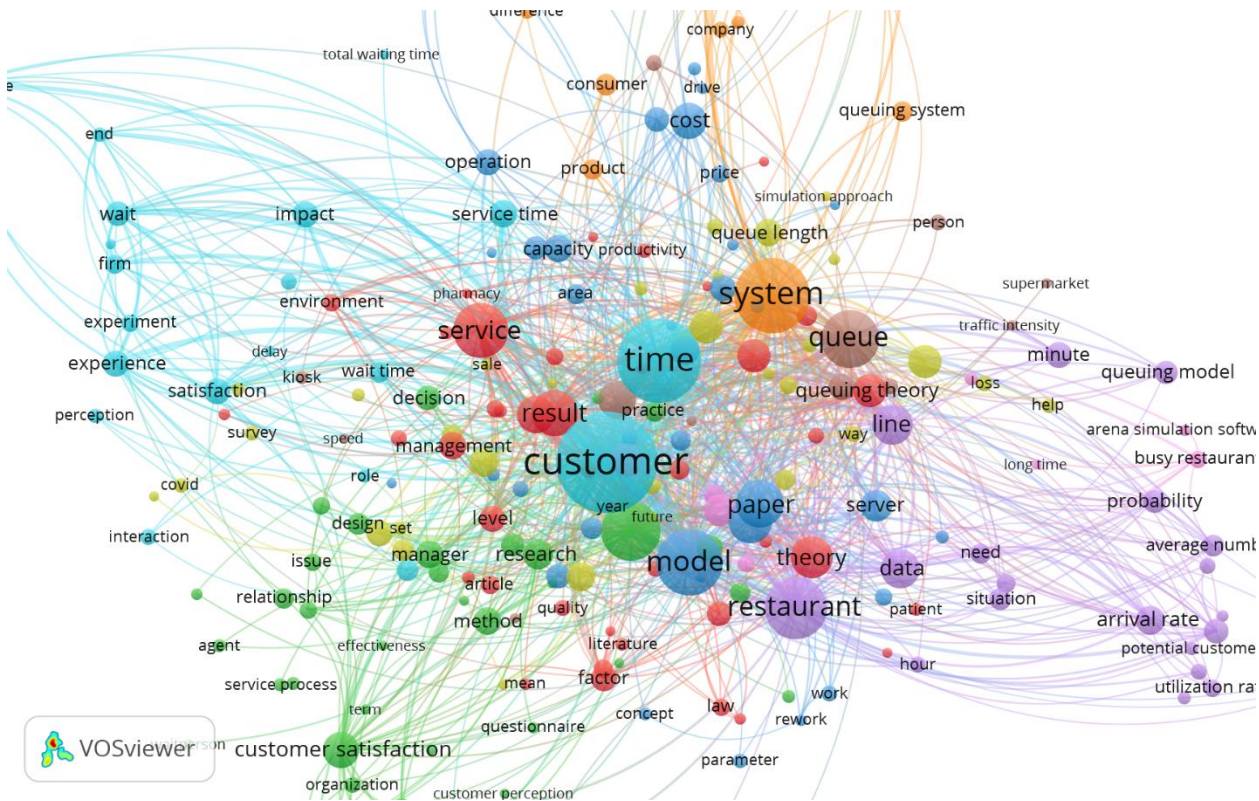 difference
company
total waiting time
consumer
drive
cost
queuing system
end
operation
product
price
simulation approach
wait
impact
service time
queue length
person
capacity
productivity
firm
area
system
supermarket
pharmacy
environment
service
queue
traffic intensity
experiment
delay
time
minute
experience
wait time
sale
queuing model
kiosk
satisfaction
decision
queuing theory
loss
help
perception
result
practice
line
survey
speed
management
way
arena simulation softw
customer
long time
busy restaurant
role
covid
probability
year
paper
server
design
set
level
future
interaction
average numb
issue
manager
research
model
theory
data
need
relationship
article
quality
restaurant
situation
method
patient
arrival rate
agent
effectiveness
literature
potential custome
hour
service process
mean
factor
utilization rat
term
concept
law
work
questionnaire
rework
VOSviewer
customer satisfaction
parameter
organization
customer perception